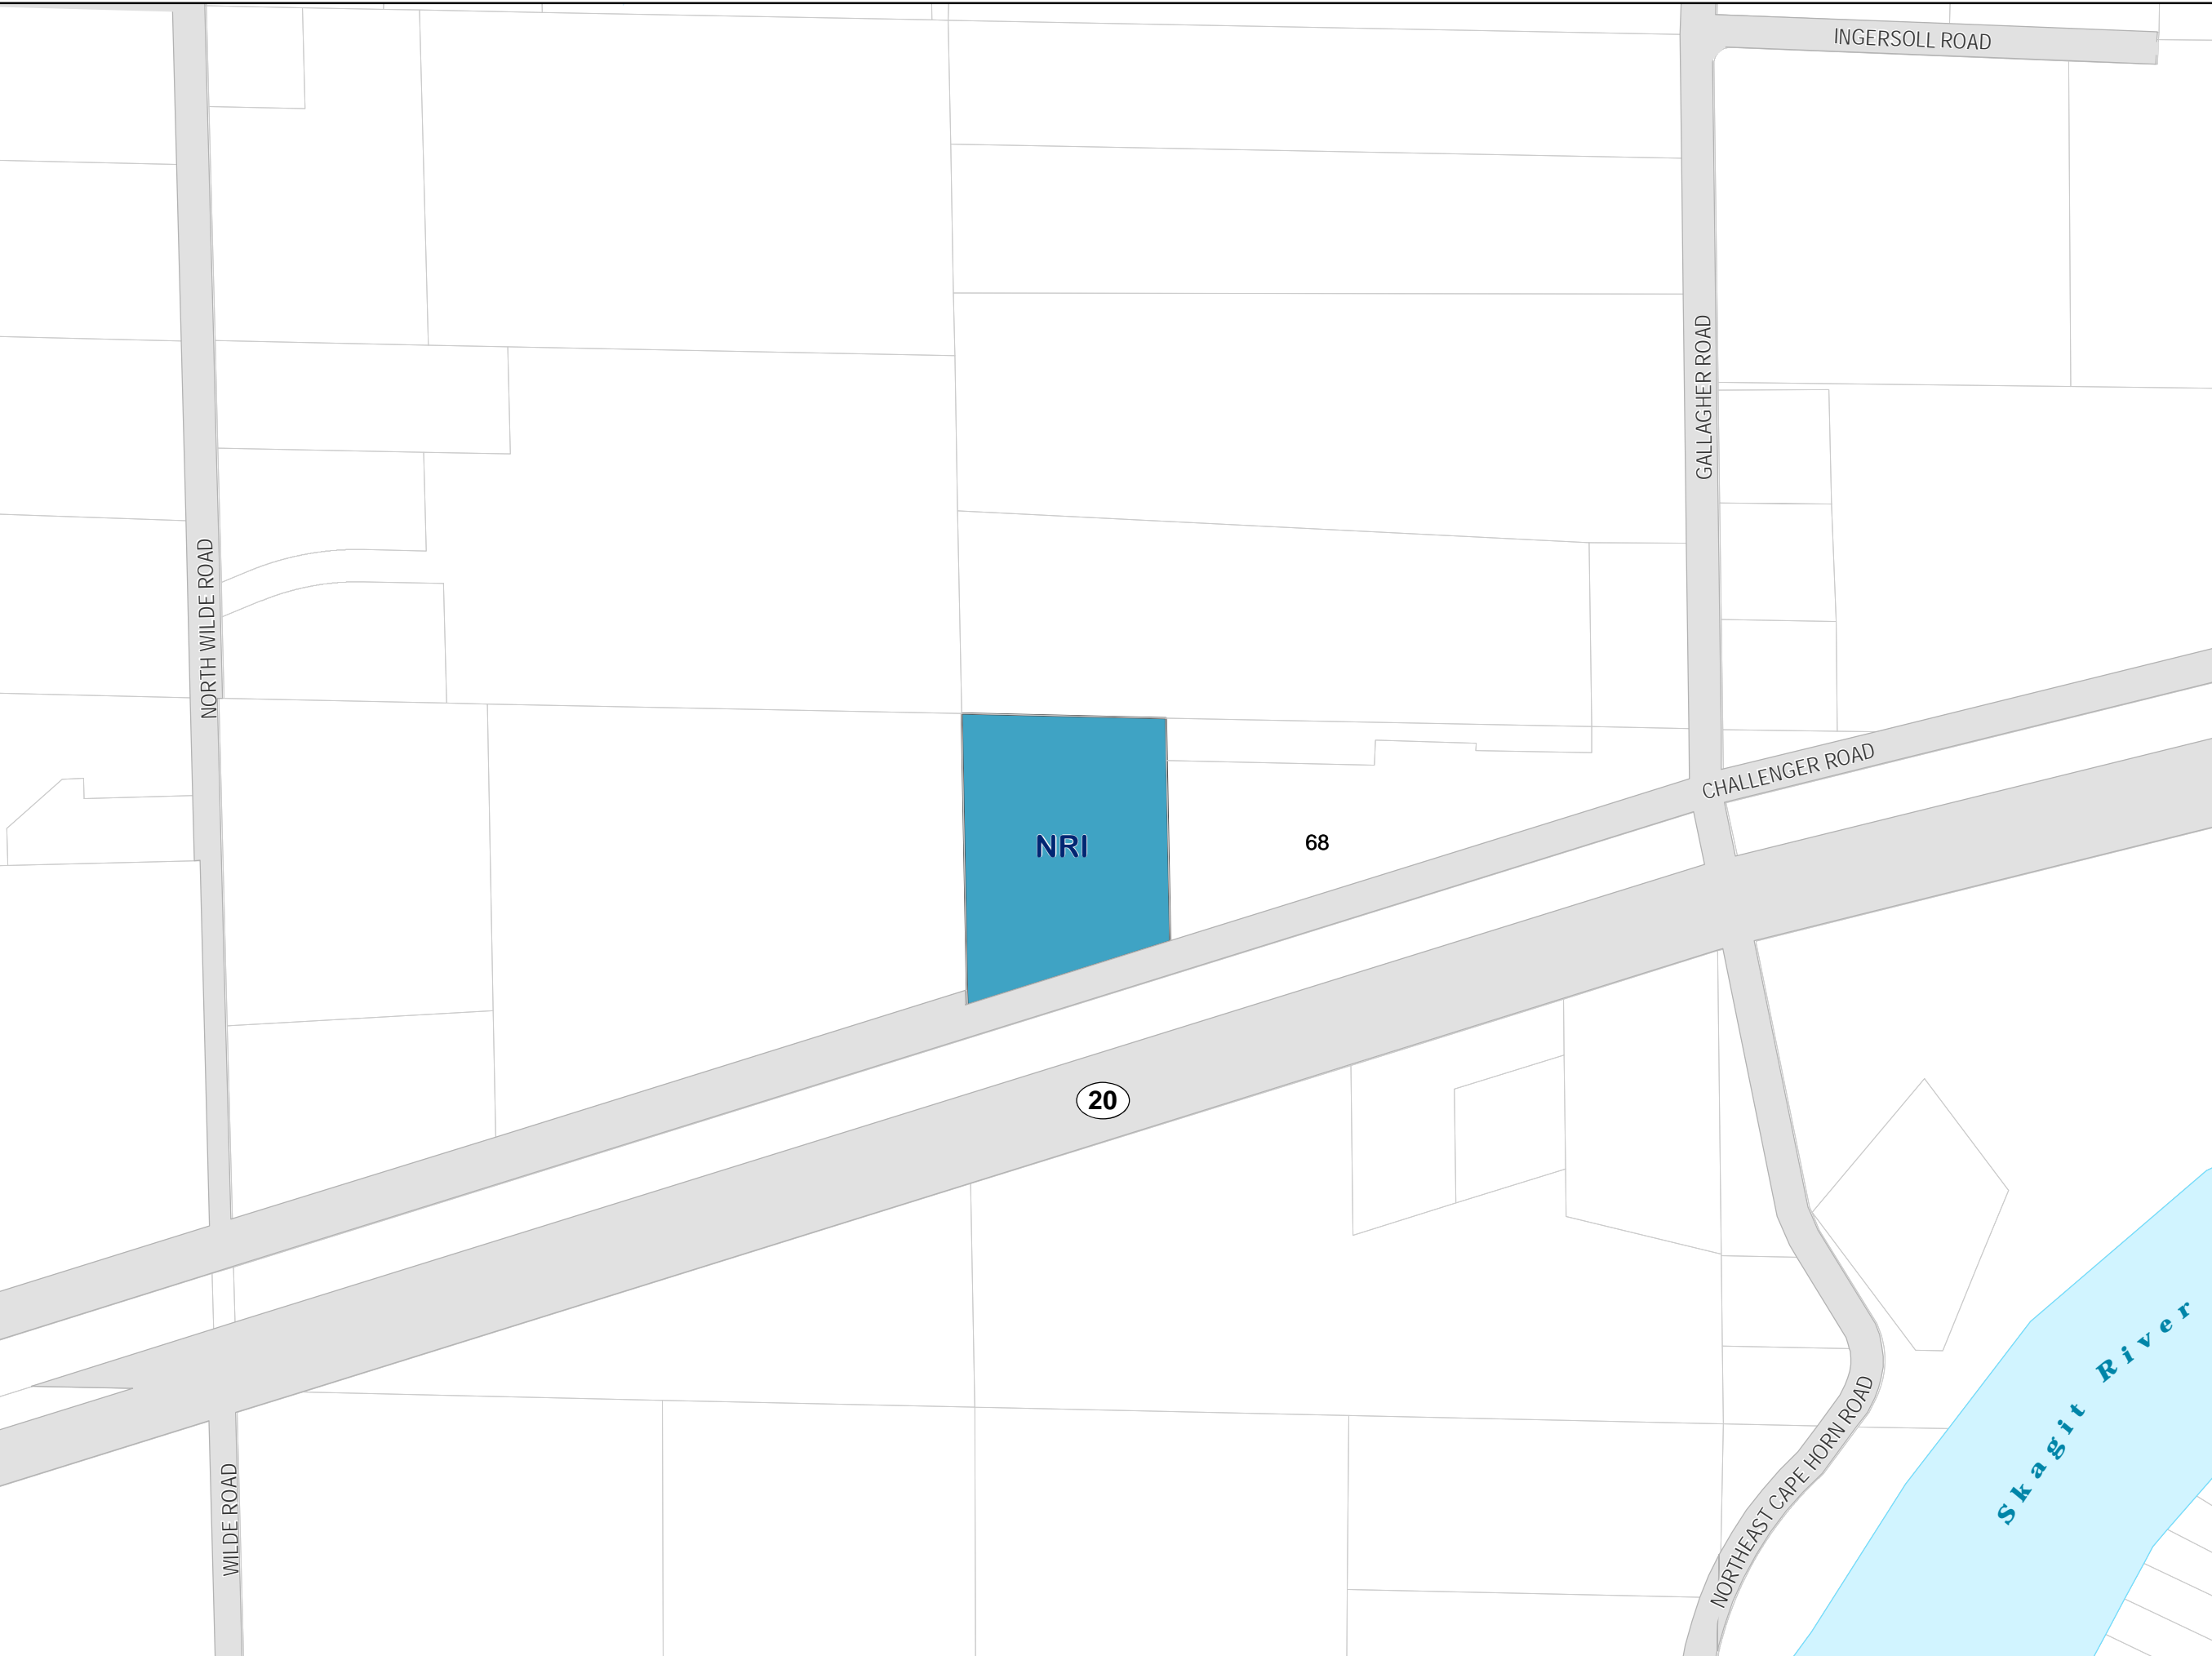 INGERSOLL ROAD
GALLAGHER ROAD
NORTH WILDE ROAD
CHALLENGER ROAD
NRI
68
20
Skagit River
NORTHEAST CAPE HORN ROAD
WILDE ROAD